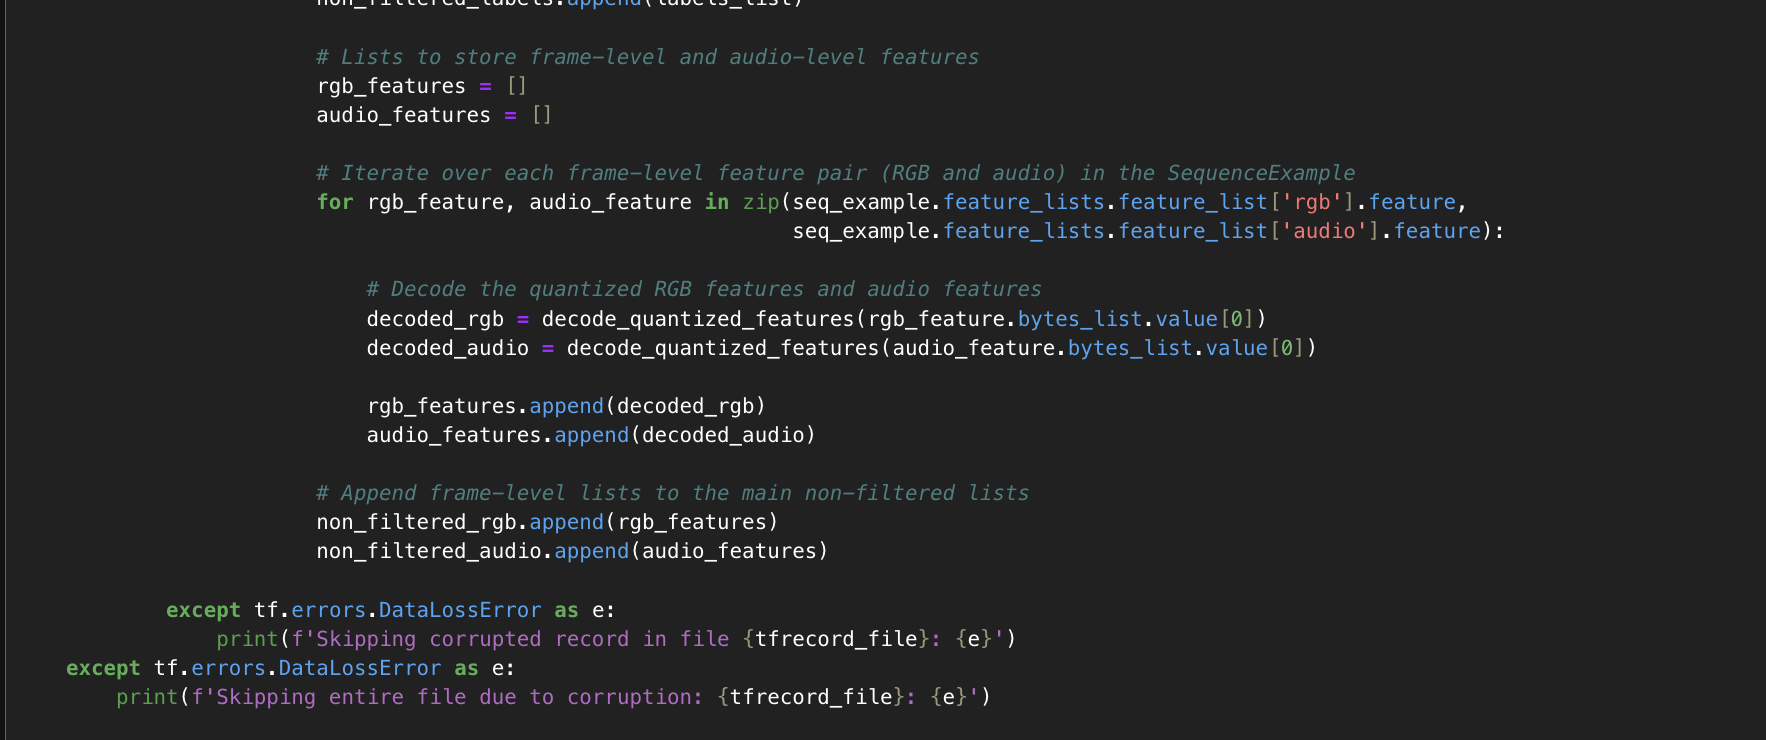 non_filtered_labels.append(labels_list)
# Lists to store frame-level and audio-level features
rgb_features = []
audio_features = []
# Iterate over each frame-level feature pair (RGB and audio) in the SequenceExample
for rgb_feature, audio_feature in zip(seq_example.feature_lists.feature_list['rgb'].feature,
seq_example.feature_lists.feature_list['audio'].feature):
# Decode the quantized RGB features and audio features
decoded_rgb = decode_quantized_features(rgb_feature.bytes_list.value[0])
decoded_audio = decode_quantized_features(audio_feature.bytes_list.value[0])
rgb_features.append(decoded_rgb)
audio_features.append(decoded_audio)
# Append frame-level lists to the main non-filtered lists
non_filtered_rgb.append(rgb_features)
non_filtered_audio.append(audio_features)
except tf.errors.DataLossError as e:
print(f'Skipping corrupted record in file {tfrecord_file}: {e}')
except tf.errors.DataLossError as e:
print(f'Skipping entire file due to corruption: {tfrecord_file}: {e}')